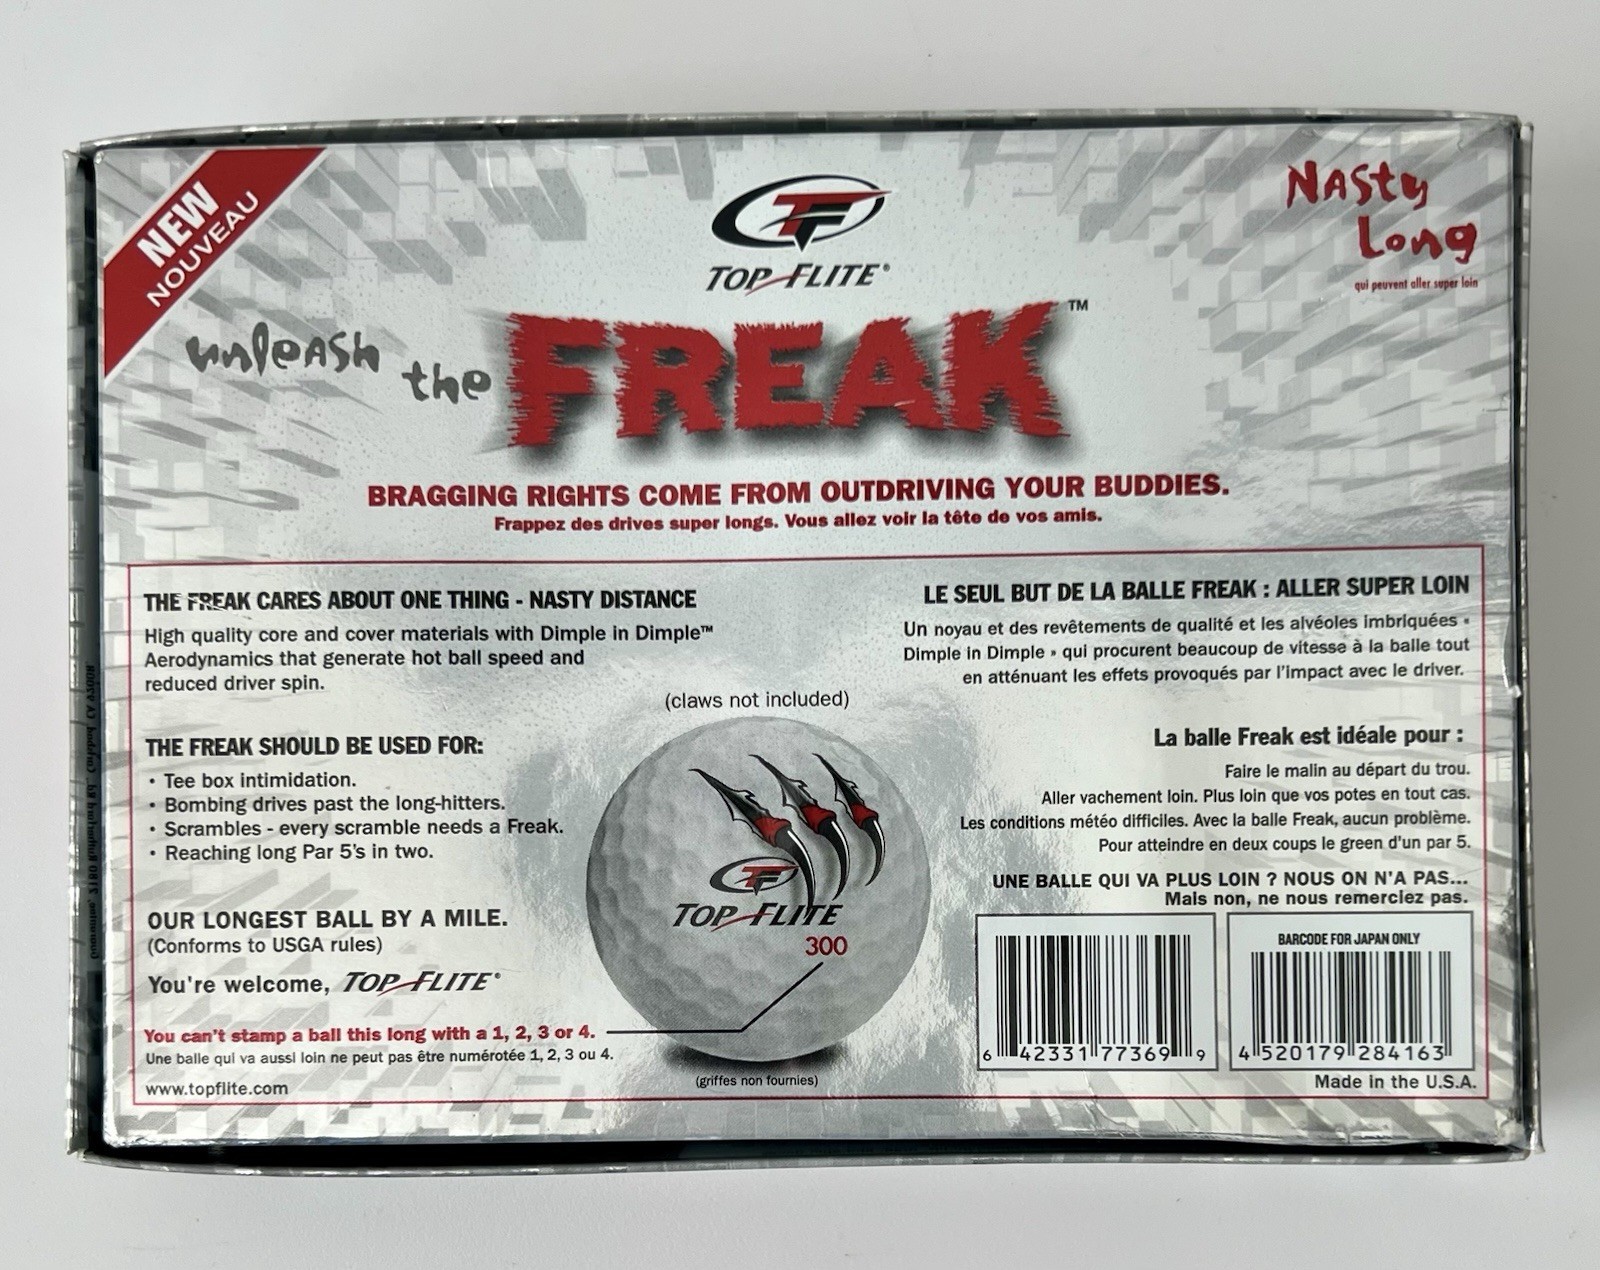 NEW
NOUVEAU
TF
TOP FLITE®
Nasty
Long
qui peuvent aller super loin
unleash the FREAK™
BRAGGING RIGHTS COME FROM OUTDRIVING YOUR BUDDIES.
Frappez des drives super longs. Vous allez voir la tête de vos amis.
THE FREAK CARES ABOUT ONE THING - NASTY DISTANCE
High quality core and cover materials with Dimple in Dimple™
Aerodynamics that generate hot ball speed and
reduced driver spin.
THE FREAK SHOULD BE USED FOR:
• Tee box intimidation.
• Bombing drives past the long-hitters.
• Scrambles - every scramble needs a Freak.
• Reaching long Par 5's in two.
OUR LONGEST BALL BY A MILE.
(Conforms to USGA rules)
You're welcome, TOP FLITE®
You can't stamp a ball this long with a 1, 2, 3 or 4.
Une balle qui va aussi loin ne peut pas être numérotée 1, 2, 3 ou 4.
www.topflite.com
(claws not included)
TF
TOP FLITE
300
(griffes non fournies)
LE SEUL BUT DE LA BALLE FREAK : ALLER SUPER LOIN
Un noyau et des revêtements de qualité et les alvéoles imbriquées «
Dimple in Dimple » qui procurent beaucoup de vitesse à la balle tout
en atténuant les effets provoqués par l'impact avec le driver.
La balle Freak est idéale pour :
Faire le malin au départ du trou.
Aller vachement loin. Plus loin que vos potes en tout cas.
Les conditions météo difficiles. Avec la balle Freak, aucun problème.
Pour atteindre en deux coups le green d'un par 5.
UNE BALLE QUI VA PLUS LOIN ? NOUS ON N'A PAS...
Mais non, ne nous remerciez pas.
6 42331 77369 9
BARCODE FOR JAPAN ONLY
4 520179 284163
Made in the U.S.A.